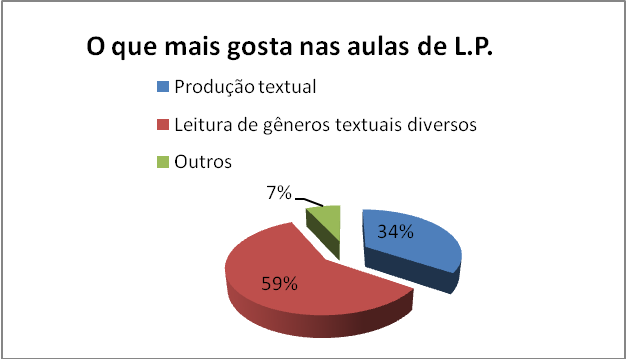 O que mais gosta nas aulas de L.P.
Produção textual
Leitura de gêneros textuais diversos
Outros
7%
34%
59%